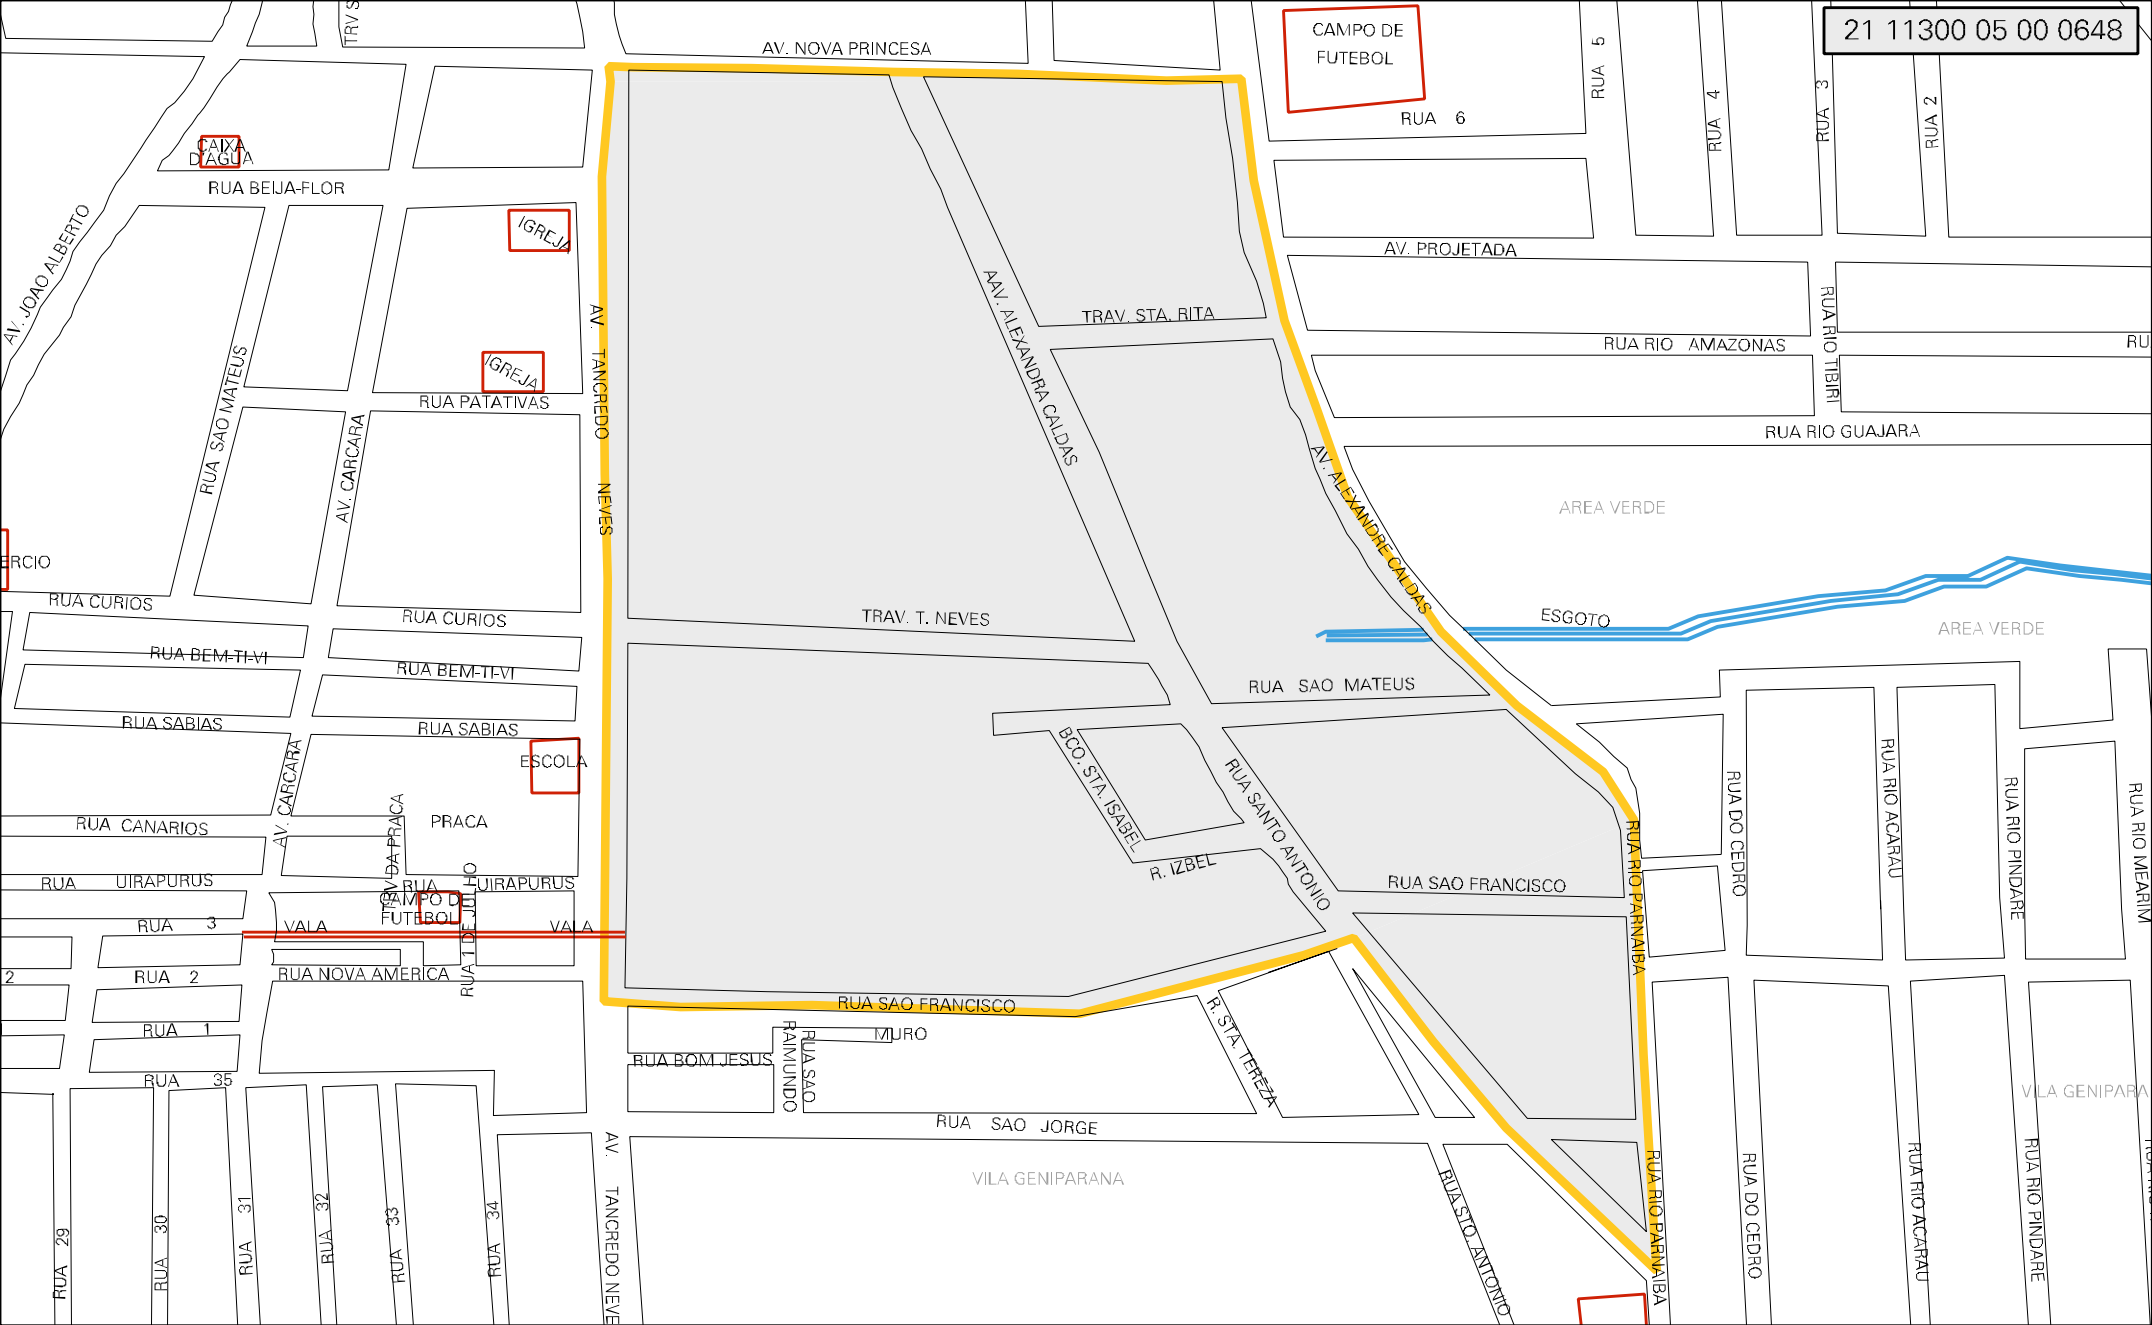 21 11300 05 00 0648
CAMPO DE
FUTEBOL
AV. NOVA PRINCESA
RUA 5
RUA 4
RUA 3
RUA 2
RUA 6
CAIXA
D'AGUA
RUA BEIJA-FLOR
IGREJA
AV. JOAO ALBERTO
AV. PROJETADA
AAV. ALEXANDRA CALDAS
TRAV. STA. RITA
AV. TANCREDO NEVES
RUA RIO TIBIRI
RUA RIO AMAZONAS
RU
IGREJA
RUA SAO MATEUS
RUA PATATIVAS
AV. CARCARA
RUA RIO GUAJARA
AV. ALEXANDRE CALDAS
AREA VERDE
ERCIO
RUA CURIOS
RUA CURIOS
TRAV. T. NEVES
ESGOTO
AREA VERDE
RUA BEM-TI-VI
RUA BEM-TI-VI
RUA SAO MATEUS
RUA SABIAS
RUA SABIAS
ESCOLA
BCO. STA. ISABEL
RUA SANTO ANTONIO
AV. CARCARA
RUA DO CEDRO
RUA RIO ACARAU
RUA RIO PINDARE
RUA RIO MEARIM
RUA CANARIOS
TRV DA PRACA
PRACA
RUA RIO PARNAIBA
R. IZBEL
RUA UIRAPURUS
RUA UIRAPURUS
RUA SAO FRANCISCO
CAMPO D
FUTEBOL
RUA 1 DE JULHO
RUA 3
VALA
VALA
2
RUA 2
RUA NOVA AMERICA
RUA SAO FRANCISCO
RUA 1
R. STA. TEREZA
MURO
RUA BOM JESUS
RAIMUNDO
RUA SAO
RUA 35
VILA GENIPARA
RUA SAO JORGE
VILA GENIPARANA
AV. TANCREDO NEVE
RUA 29
RUA 30
RUA 31
RUA 32
RUA 33
RUA 34
RUA STO. ANTONIO
RUA RIO PARNAIBA
RUA DO CEDRO
RUA RIO ACARAU
RUA RIO PINDARE
TRV S